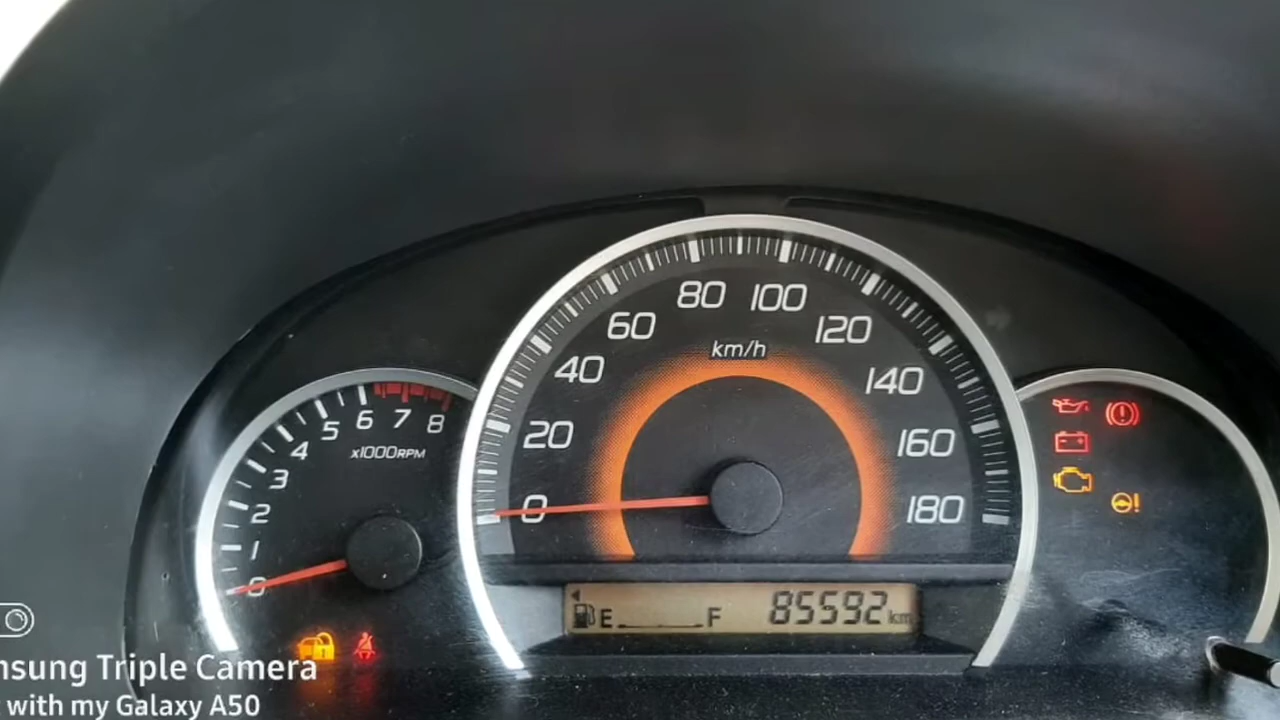 80 100
60 120
km/h
40 140
6 7 8
5
20 160
4
x1000RPM
3
2
0 180
1
0
E F 85592 km
nsung Triple Camera
with my Galaxy A50